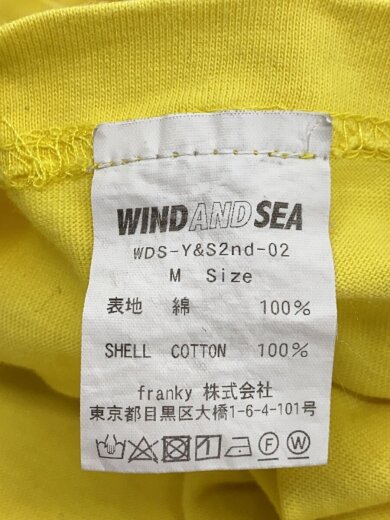 WIND AND SEA
WDS-Y&S2nd-02
M Size
表地 綿 100%
SHELL COTTON 100%
franky 株式会社
東京都目黒区大橋1-6-4-101号